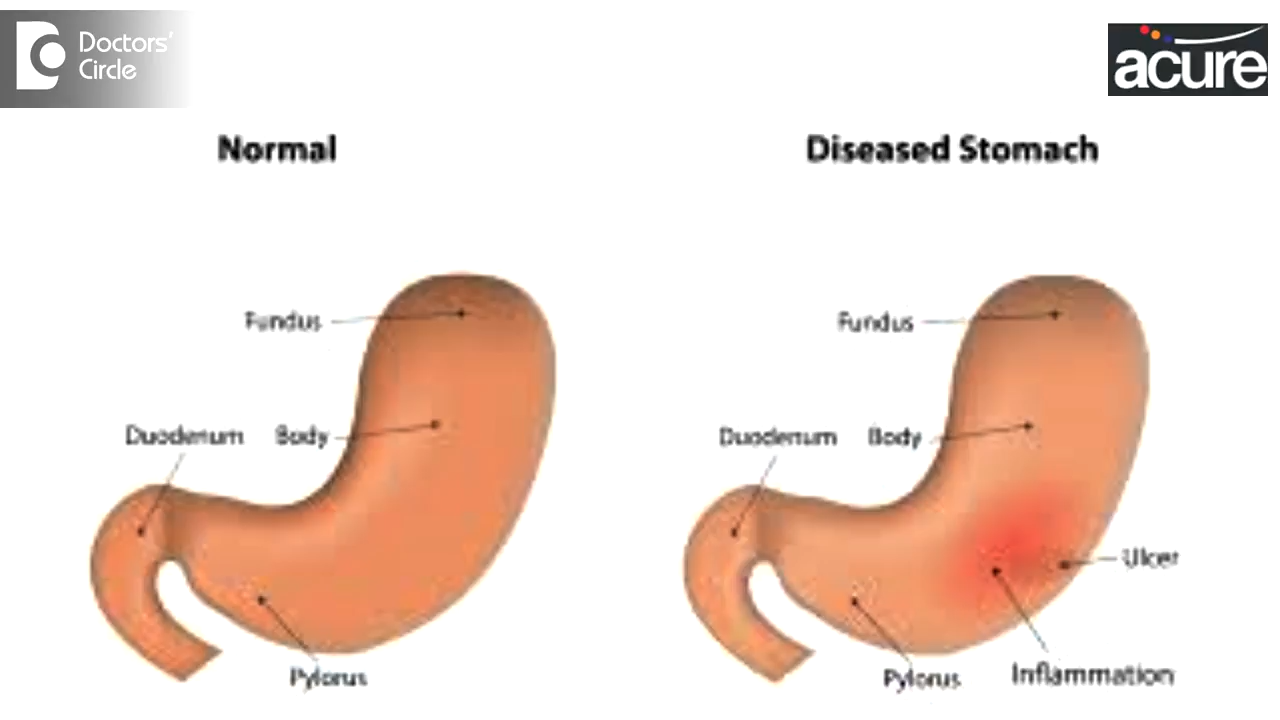 Doctors'
Circle
acure
Normal
Diseased Stomach
Fundus
Fundus
Duodenum
Body
Duodenum
Body
Ulcer
Pylorus
Pylorus
Inflammation